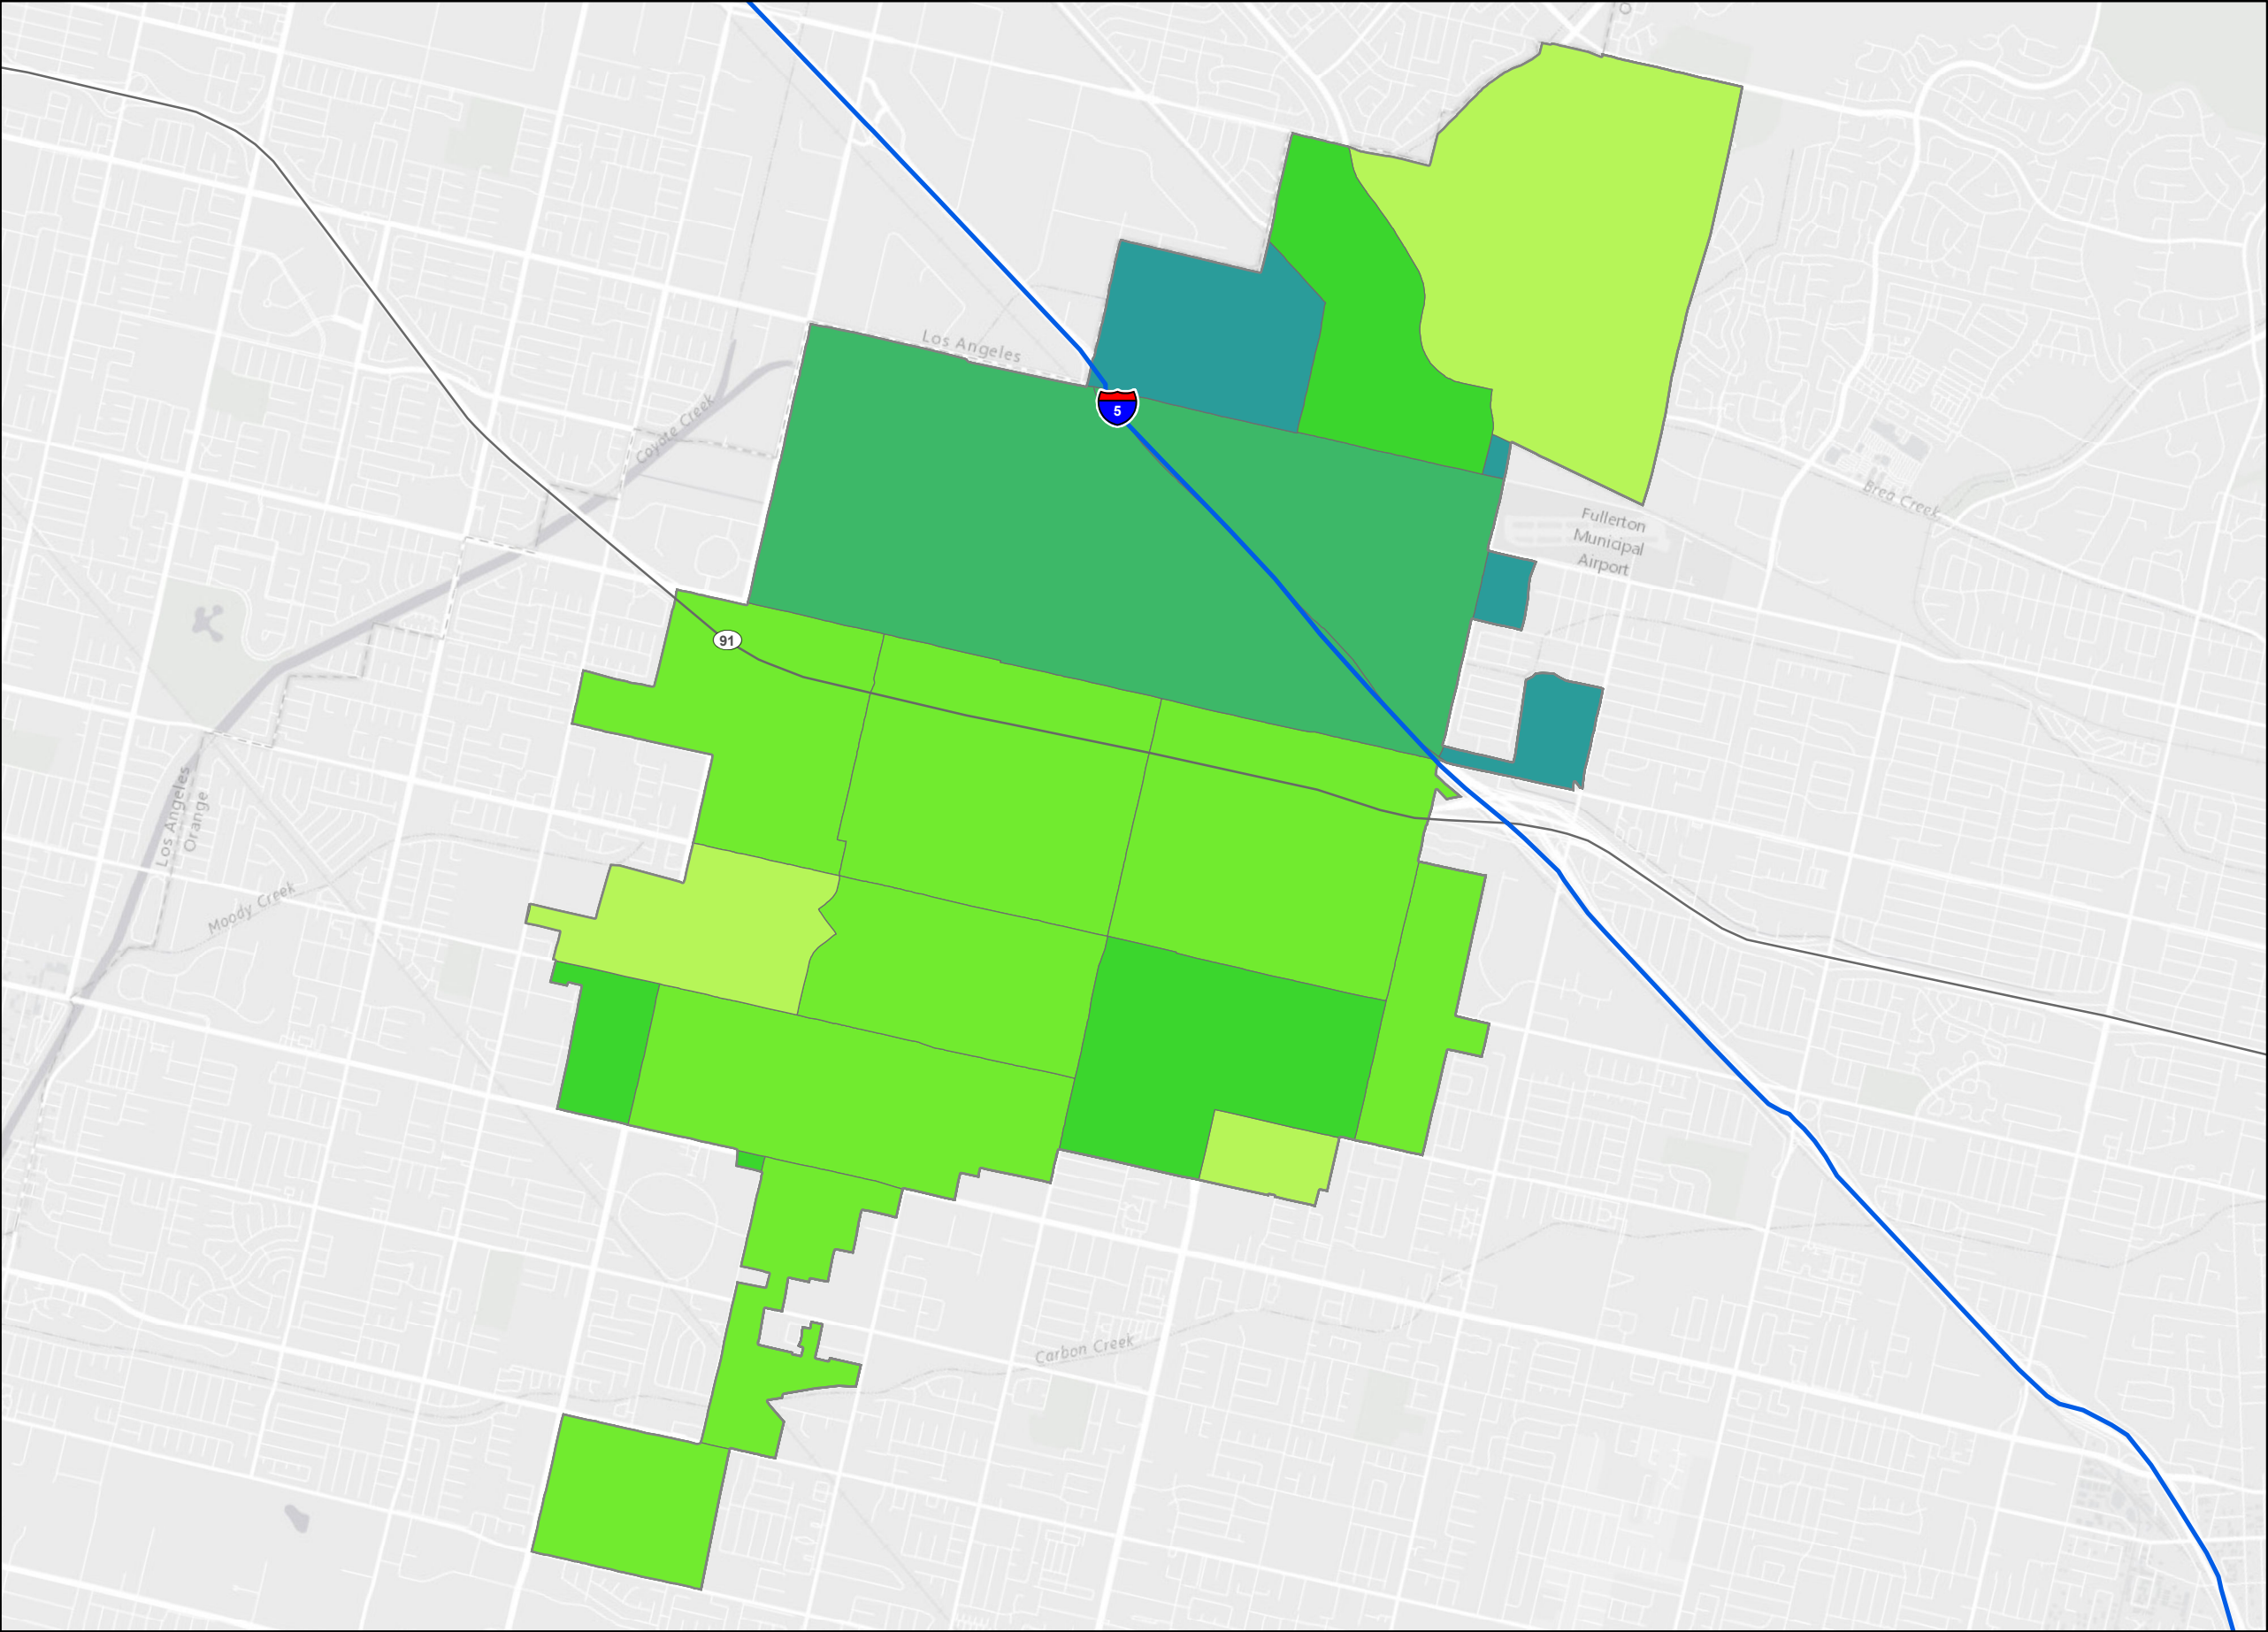 Los Angeles
5
Coyote Creek
Brea Creek
Fullerton
Municipal
Airport
91
Los Angeles
Orange
Moody Creek
Carbon Creek